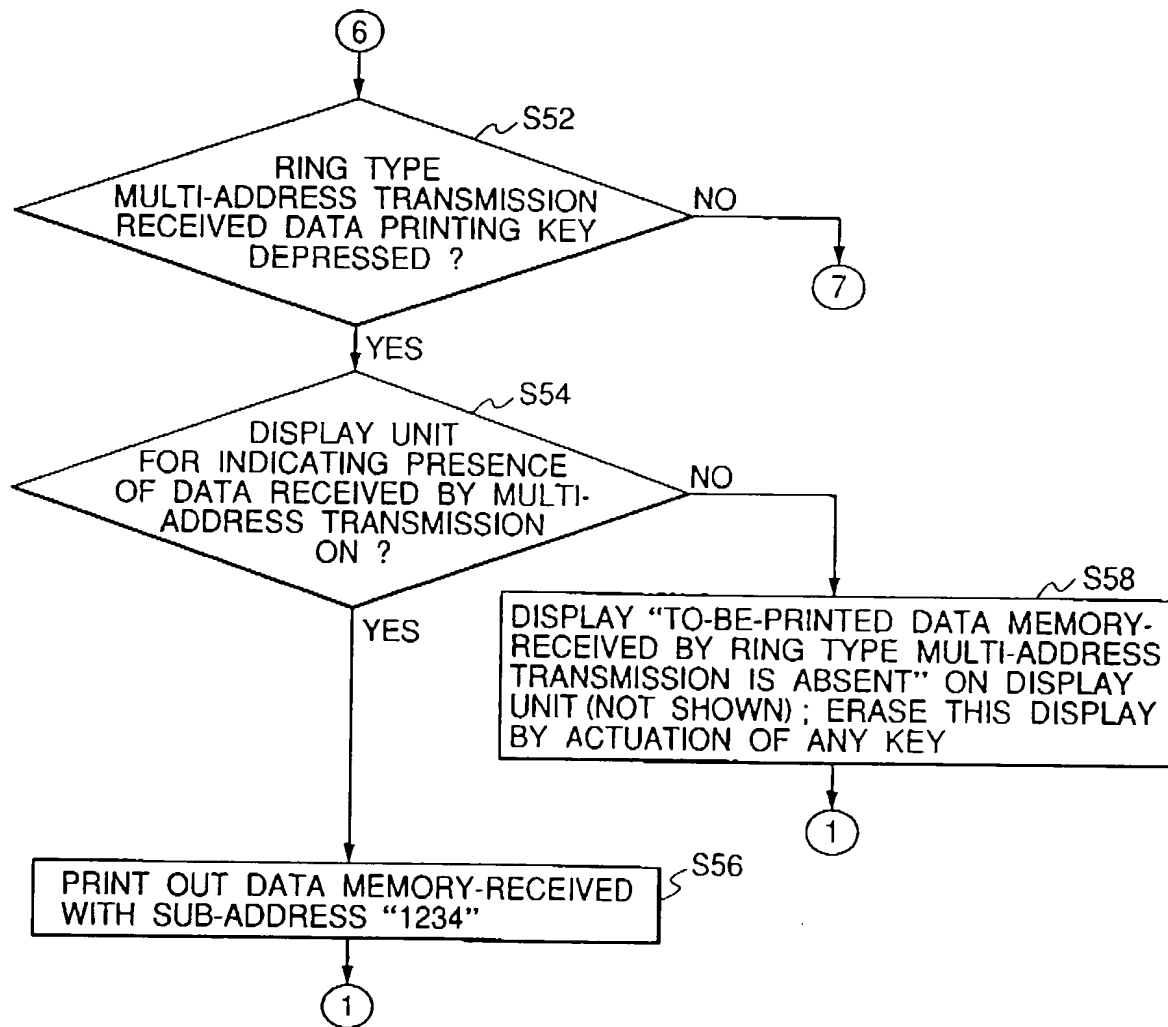 6
S52
RING TYPE
MULTI-ADDRESS TRANSMISSION
RECEIVED DATA PRINTING KEY
DEPRESSED ?
NO
7
YES
S54
DISPLAY UNIT
FOR INDICATING PRESENCE
OF DATA RECEIVED BY MULTI-
ADDRESS TRANSMISSION
ON ?
NO
YES
S58
DISPLAY “TO-BE-PRINTED DATA MEMORY-
RECEIVED BY RING TYPE MULTI-ADDRESS
TRANSMISSION IS ABSENT” ON DISPLAY
UNIT (NOT SHOWN) ; ERASE THIS DISPLAY
BY ACTUATION OF ANY KEY
1
S56
PRINT OUT DATA MEMORY-RECEIVED
WITH SUB-ADDRESS “1234”
1